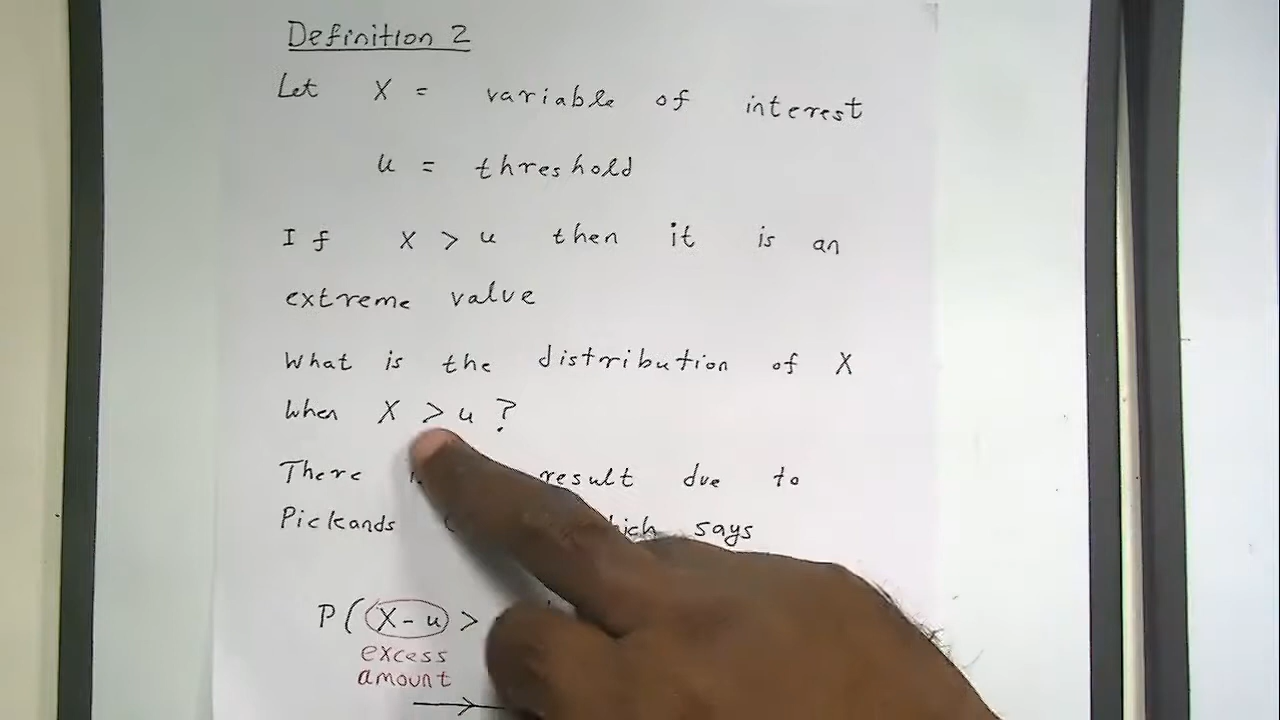 Definition 2
Let X = variable of interest
u = threshold
If X > u then it is an
extreme value
What is the distribution of X
When X > u ?
There result due to
Pickands says
P(X-u >
excess
amount